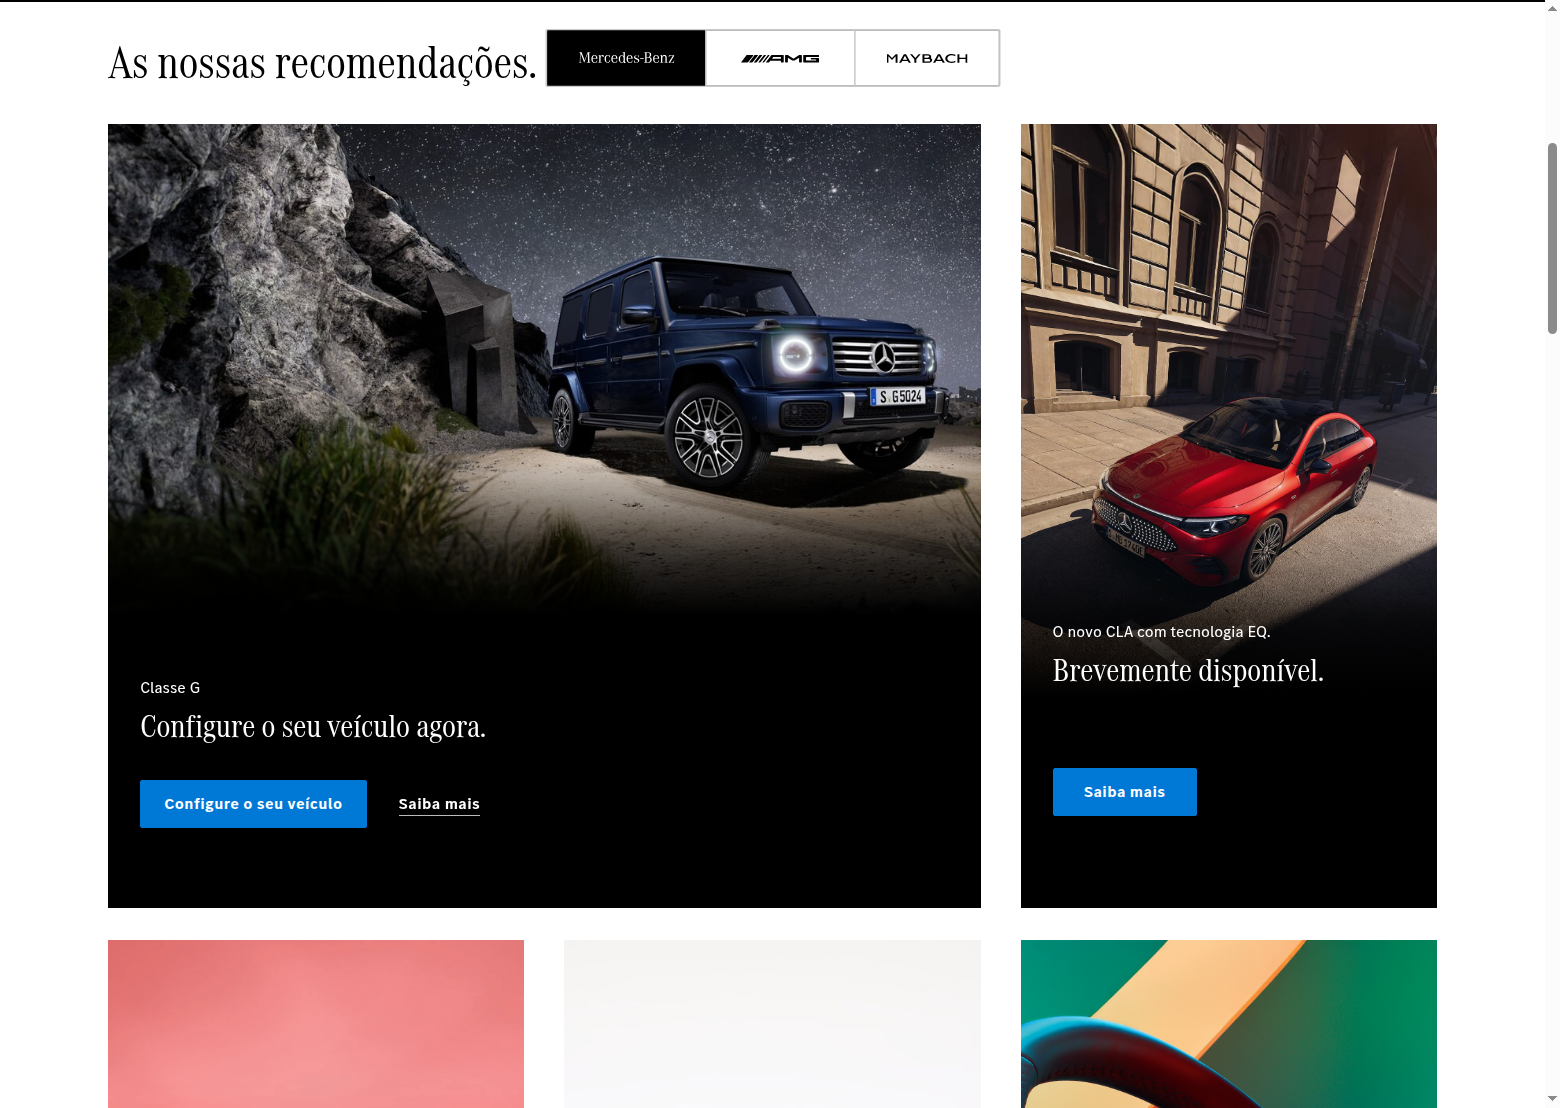 As nossas recomendações.
Mercedes-Benz
AMG
MAYBACH
S G 5024
Classe G
Configure o seu veículo agora.
Configure o seu veículo
Saiba mais
O novo CLA com tecnologia EQ.
Brevemente disponível.
Saiba mais